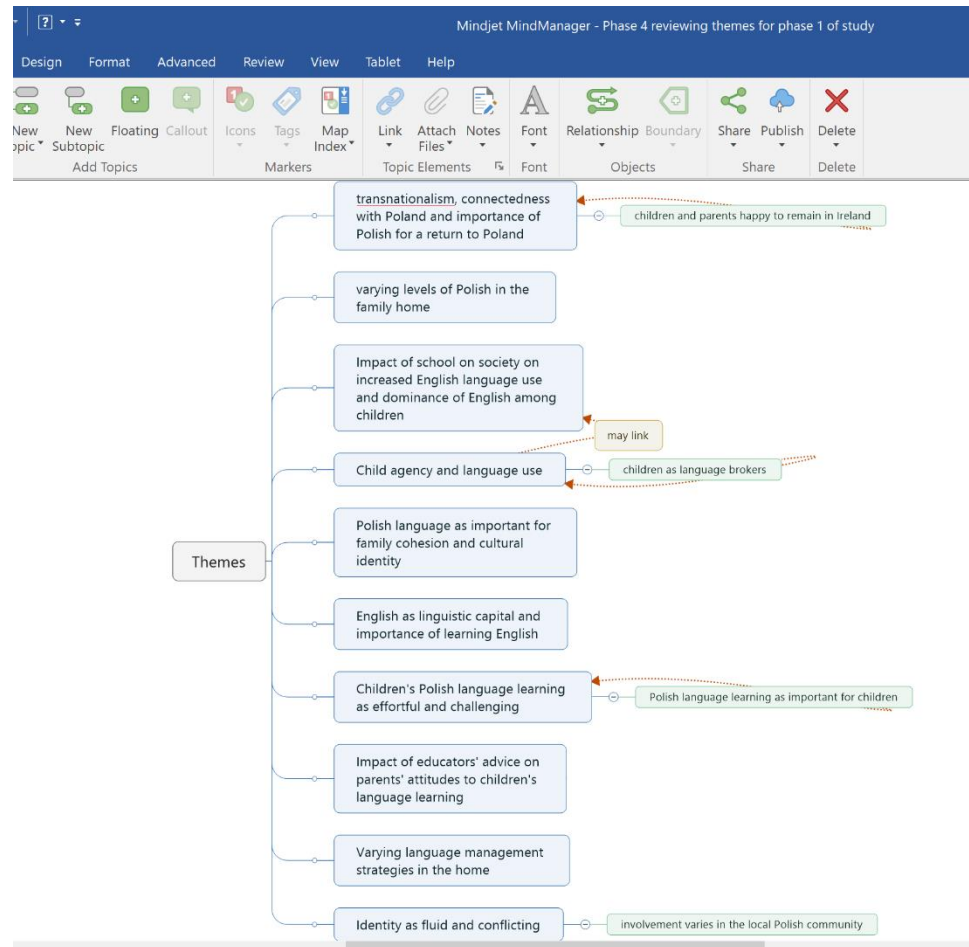 Mindjet MindManager - Phase 4 reviewing themes for phase 1 of study
Design Format Advanced Review View Tablet Help
New Topic
New Subtopic
Floating
Callout
Icons
Tags
Map Index
Link
Attach Files
Notes
Font
Relationship
Boundary
Share
Publish
Delete
Add Topics
Markers
Topic Elements
Font
Objects
Share
Delete
transnationalism, connectedness
with Poland and importance of
Polish for a return to Poland
children and parents happy to remain in Ireland
varying levels of Polish in the
family home
Impact of school on society on
increased English language use
and dominance of English among
children
may link
Child agency and language use
children as language brokers
Polish language as important for
family cohesion and cultural
identity
Themes
English as linguistic capital and
importance of learning English
Children's Polish language learning
as effortful and challenging
Polish language learning as important for children
Impact of educators' advice on
parents' attitudes to children's
language learning
Varying language management
strategies in the home
Identity as fluid and conflicting
involvement varies in the local Polish community